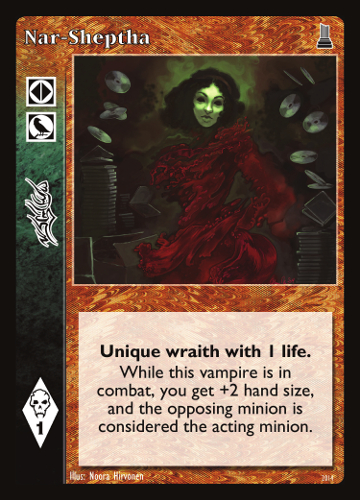 Nar-Sheptha
Unique wraith with 1 life.
While this vampire is in
combat, you get +2 hand size,
and the opposing minion is
considered the acting minion.
1
Illus: Noora Hirvonen
2014